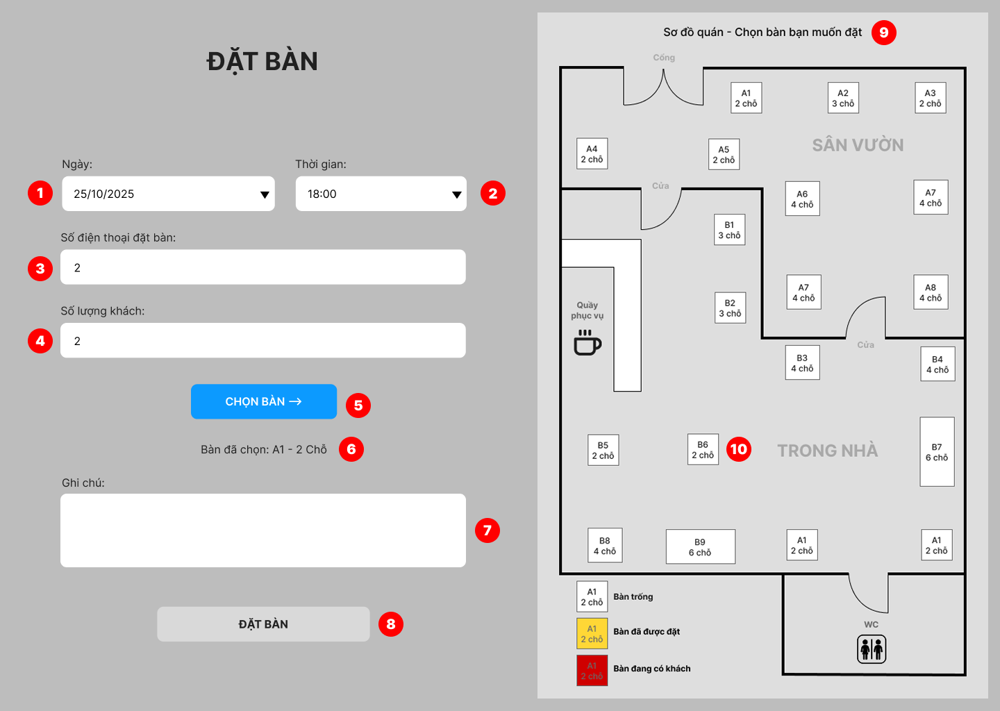 ĐẶT BÀN
Ngày:
Thời gian:
1
25/10/2025
18:00
2
Số điện thoại đặt bàn:
3
2
Số lượng khách:
4
2
CHỌN BÀN →
5
Bàn đã chọn: A1 - 2 Chỗ
6
Ghi chú:
7
ĐẶT BÀN
8
Sơ đồ quán - Chọn bàn bạn muốn đặt
9
Cổng
A1
2 chỗ
A2
3 chỗ
A3
2 chỗ
SÂN VƯỜN
A4
2 chỗ
A5
2 chỗ
Cửa
A6
4 chỗ
A7
4 chỗ
B1
3 chỗ
A7
4 chỗ
A8
4 chỗ
B2
3 chỗ
Quầy
phục vụ
Cửa
B3
4 chỗ
B4
4 chỗ
B5
2 chỗ
B6
2 chỗ
10
TRONG NHÀ
B7
6 chỗ
B8
4 chỗ
B9
6 chỗ
A1
2 chỗ
A1
2 chỗ
A1
2 chỗ
Bàn trống
A1
2 chỗ
Bàn đã được đặt
A1
2 chỗ
Bàn đang có khách
WC